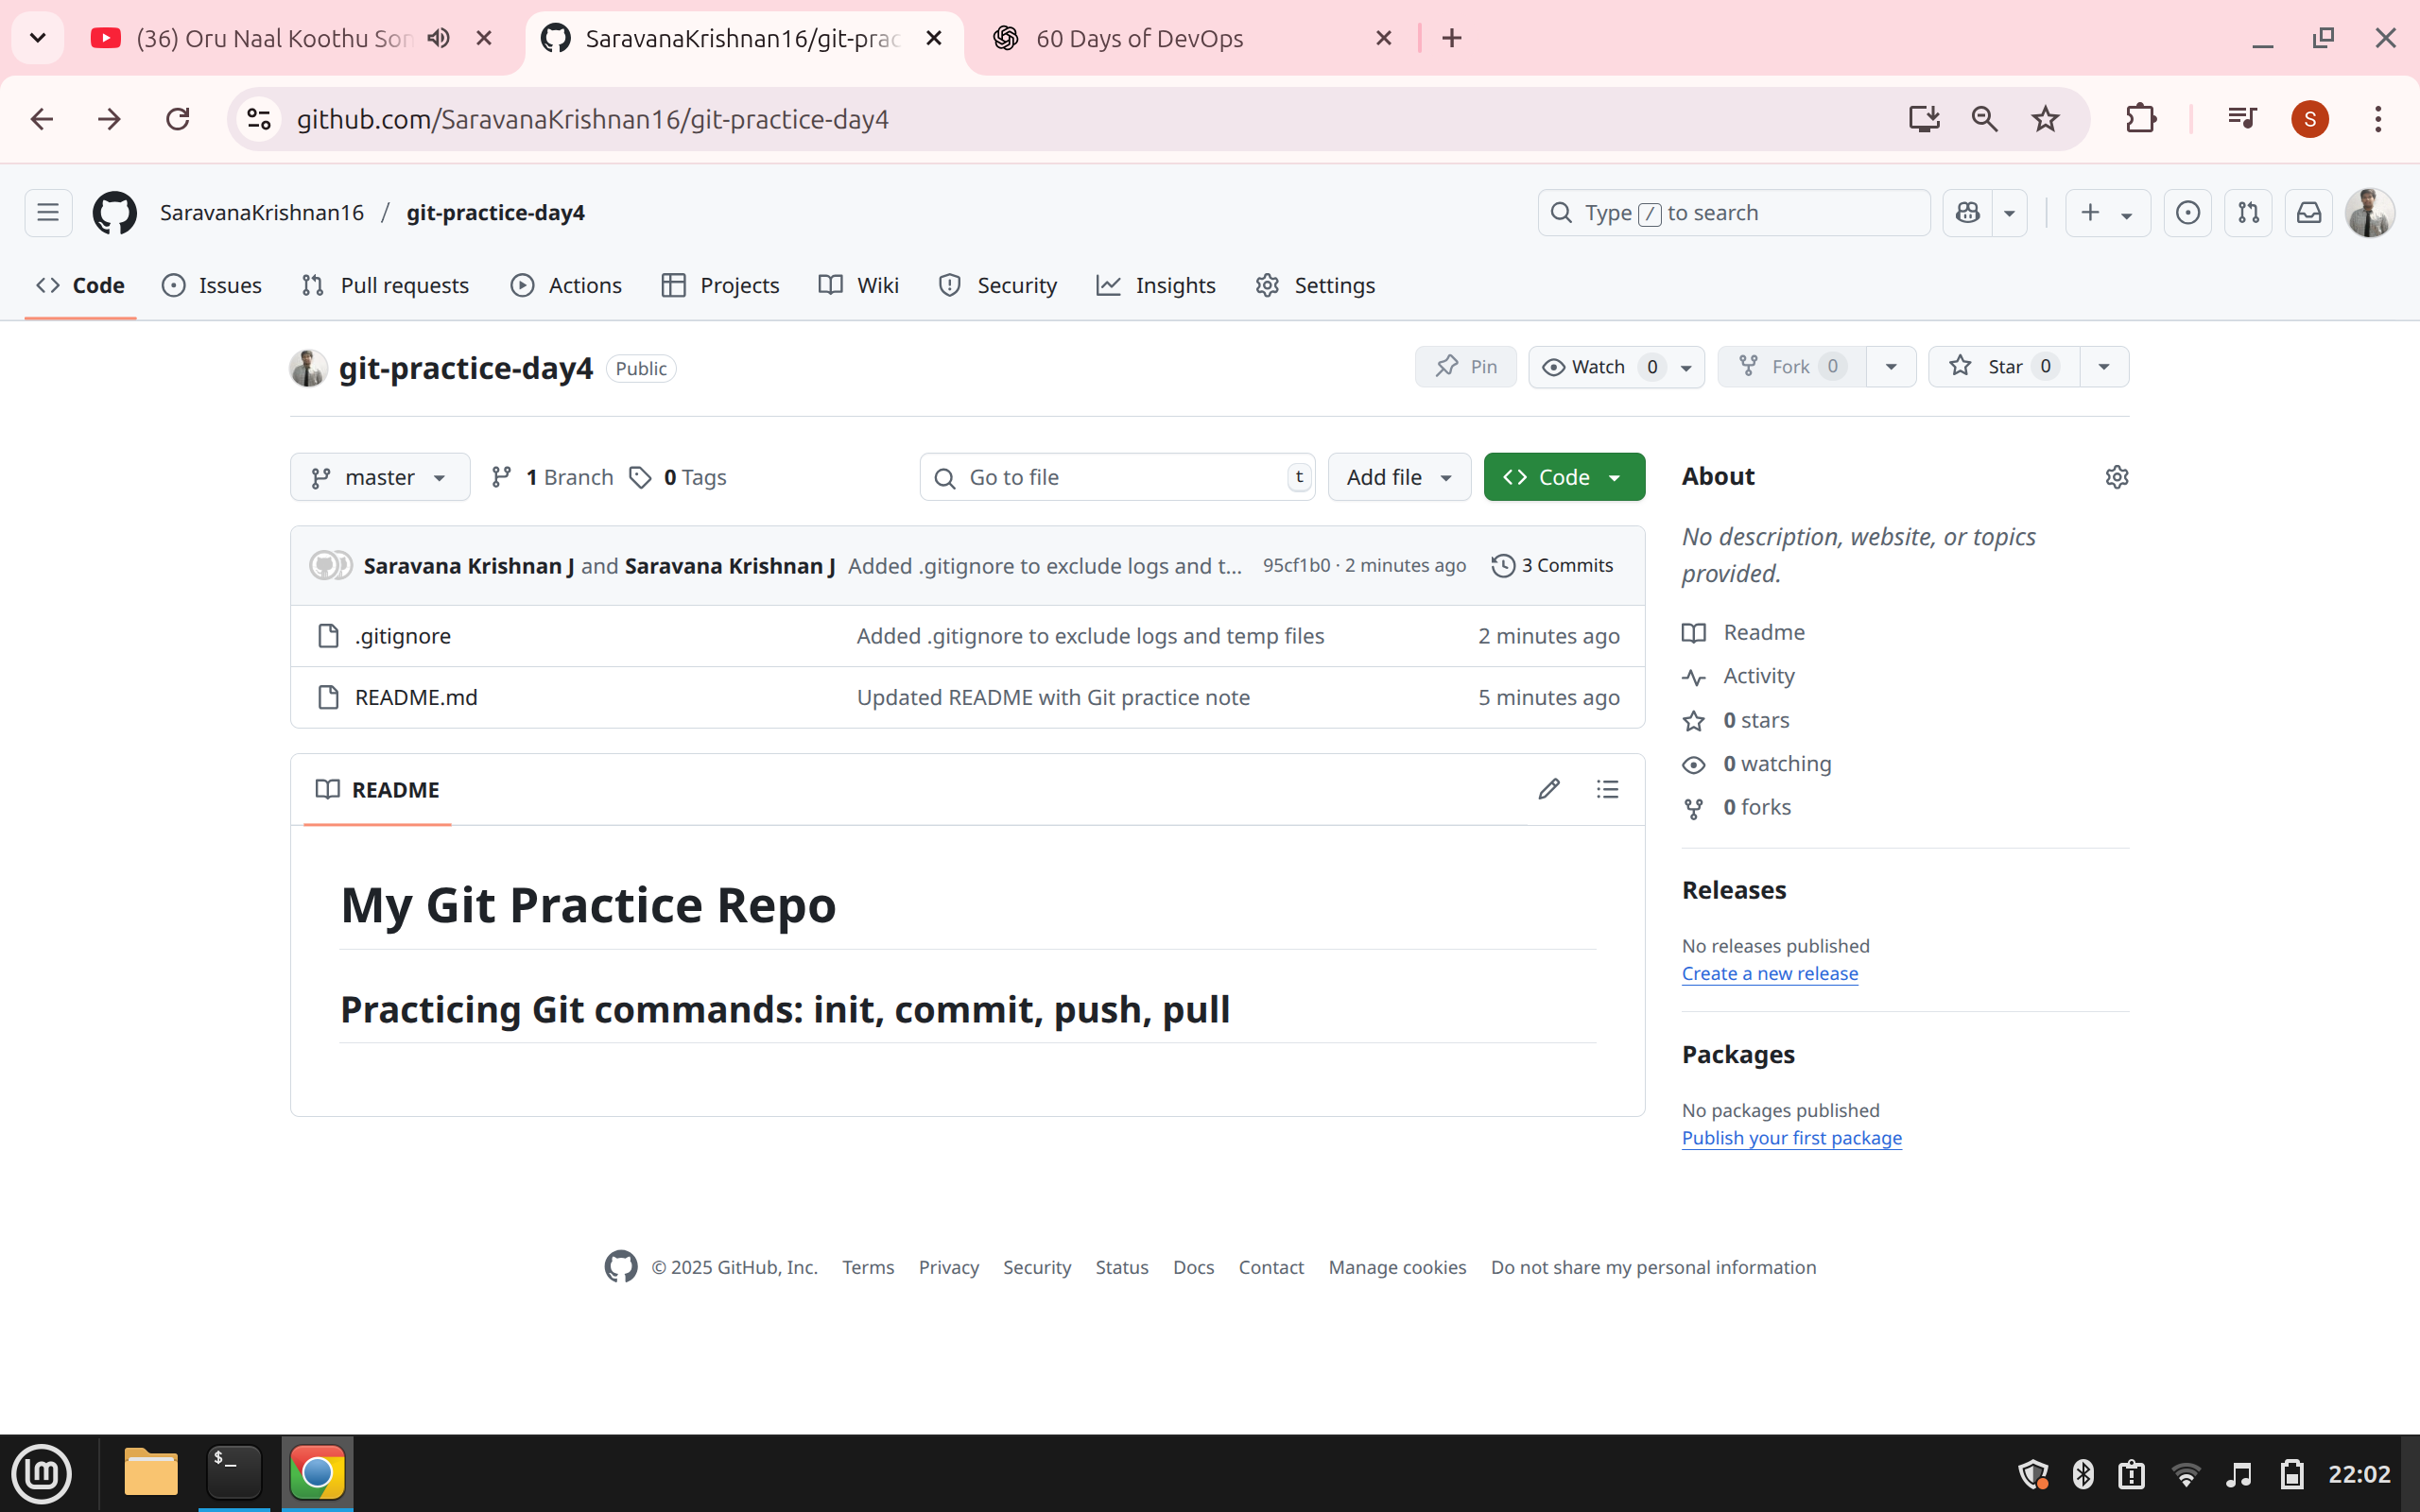 (36) Oru Naal Koothu Son
SaravanaKrishnan16/git-prac
60 Days of DevOps
github.com/SaravanaKrishnan16/git-practice-day4
S
SaravanaKrishnan16 / git-practice-day4
Type / to search
Code Issues Pull requests Actions Projects Wiki Security Insights Settings
git-practice-day4 Public
Pin Watch 0 Fork 0 Star 0
master 1 Branch 0 Tags Go to file t Add file Code
Saravana Krishnan J and Saravana Krishnan J Added .gitignore to exclude logs and t... 95cf1b0 · 2 minutes ago 3 Commits
.gitignore Added .gitignore to exclude logs and temp files 2 minutes ago
README.md Updated README with Git practice note 5 minutes ago
README
My Git Practice Repo
Practicing Git commands: init, commit, push, pull
About
No description, website, or topics
provided.
Readme
Activity
0 stars
0 watching
0 forks
Releases
No releases published
Create a new release
Packages
No packages published
Publish your first package
© 2025 GitHub, Inc. Terms Privacy Security Status Docs Contact Manage cookies Do not share my personal information
$_
22:02